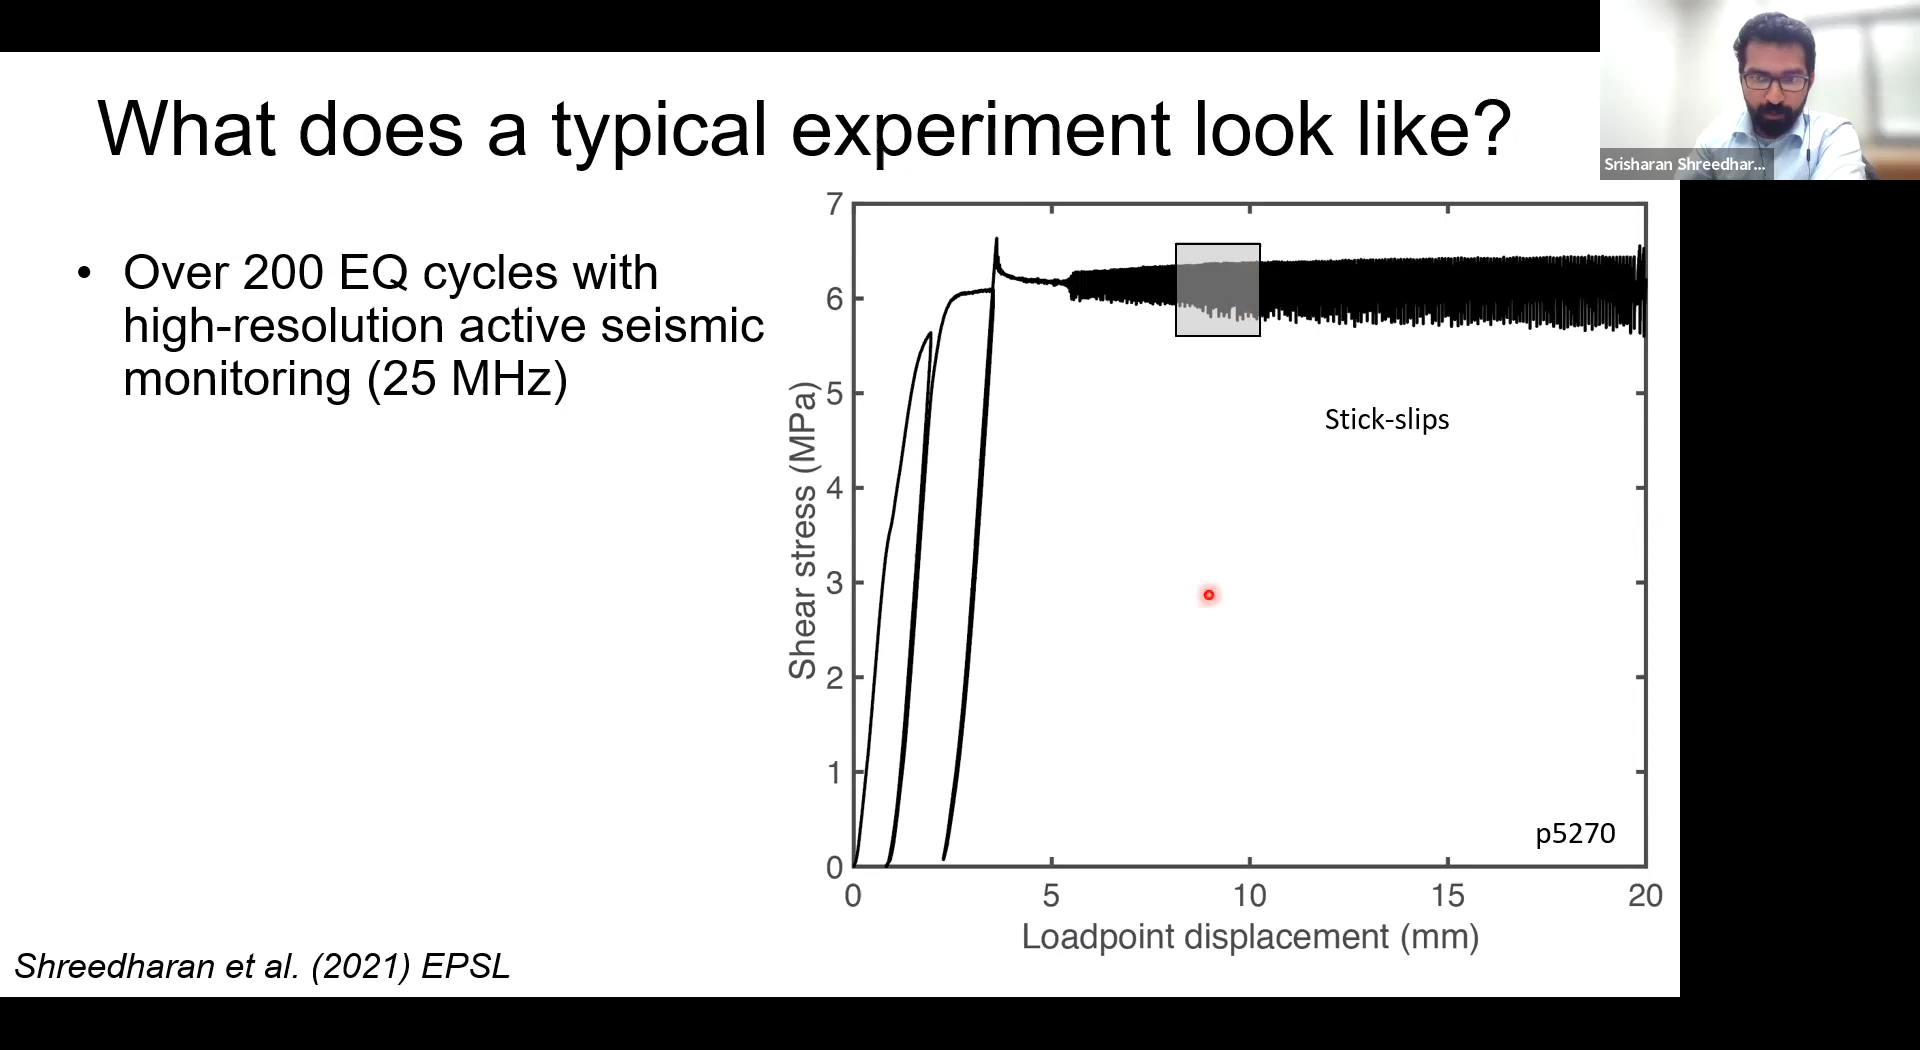 What does a typical experiment look like?
Srisharan Shreedhar...
• Over 200 EQ cycles with
high-resolution active seismic
monitoring (25 MHz)
7
6
5
4
3
2
1
0
Shear stress (MPa)
Stick-slips
p5270
0 5 10 15 20
Loadpoint displacement (mm)
Shreedharan et al. (2021) EPSL